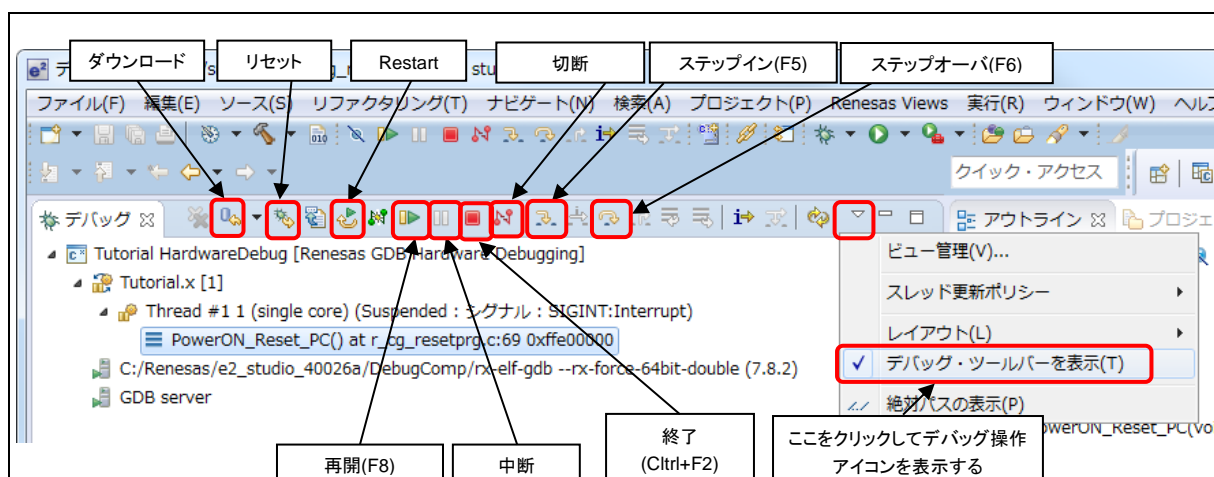 ダウンロード
リセット
Restart
切断
ステップイン(F5)
ステップオーバ(F6)
ファイル(F) 編集(E) ソース(S) リファクタリング(T) ナビゲート(N) 検索(A) プロジェクト(P) Renesas Views 実行(R) ウィンドウ(W)
クイック・アクセス
デバッグ
アウトライン
Tutorial HardwareDebug [Renesas GDB Hardware Debugging]
ビュー管理(V)...
Tutorial.x [1]
スレッド更新ポリシー
Thread #1 1 (single core) (Suspended : シグナル : SIGINT:Interrupt)
レイアウト(L)
PowerON_Reset_PC() at r_cg_resetprg.c:69 0xffe00000
デバッグ・ツールバーを表示(T)
C:/Renesas/e2_studio_40026a/DebugComp/rx-elf-gdb --rx-force-64bit-double (7.8.2)
絶対パスの表示(P)
GDB server
再開(F8)
中断
終了
(Cltrl+F2)
ここをクリックしてデバッグ操作
アイコンを表示する